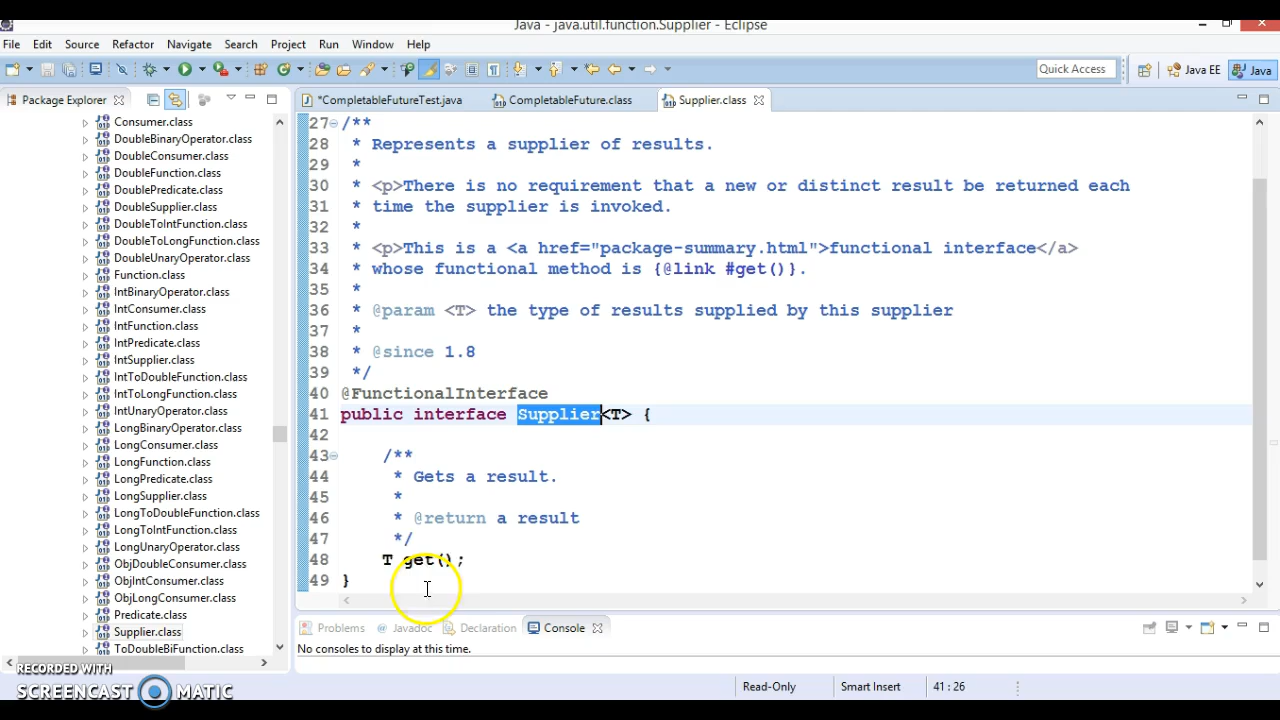 Java - java.util.function.Supplier - Eclipse
File Edit Source Refactor Navigate Search Project Run Window Help
Quick Access Java EE Java
Package Explorer *CompletableFutureTest.java CompletableFuture.class Supplier.class
Consumer.class
DoubleBinaryOperator.class
DoubleConsumer.class
DoubleFunction.class
DoublePredicate.class
DoubleSupplier.class
DoubleToIntFunction.class
DoubleToLongFunction.class
DoubleUnaryOperator.class
Function.class
IntBinaryOperator.class
IntConsumer.class
IntFunction.class
IntPredicate.class
IntSupplier.class
IntToDoubleFunction.class
IntToLongFunction.class
IntUnaryOperator.class
LongBinaryOperator.class
LongConsumer.class
LongFunction.class
LongPredicate.class
LongSupplier.class
LongToDoubleFunction.class
LongToIntFunction.class
LongUnaryOperator.class
ObjDoubleConsumer.class
ObjIntConsumer.class
ObjLongConsumer.class
Predicate.class
Supplier.class
ToDoubleBiFunction.class
27 /**
28 * Represents a supplier of results.
29 *
30 * <p>There is no requirement that a new or distinct result be returned each
31 * time the supplier is invoked.
32 *
33 * <p>This is a <a href="package-summary.html">functional interface</a>
34 * whose functional method is {@link #get()}.
35 *
36 * @param <T> the type of results supplied by this supplier
37 *
38 * @since 1.8
39 */
40 @FunctionalInterface
41 public interface Supplier<T> {
42
43 /**
44 * Gets a result.
45 *
46 * @return a result
47 */
48 T get();
49 }
Problems Javadoc Declaration Console
No consoles to display at this time.
Read-Only Smart Insert 41 : 26
RECORDED WITH
SCREENCAST MATIC